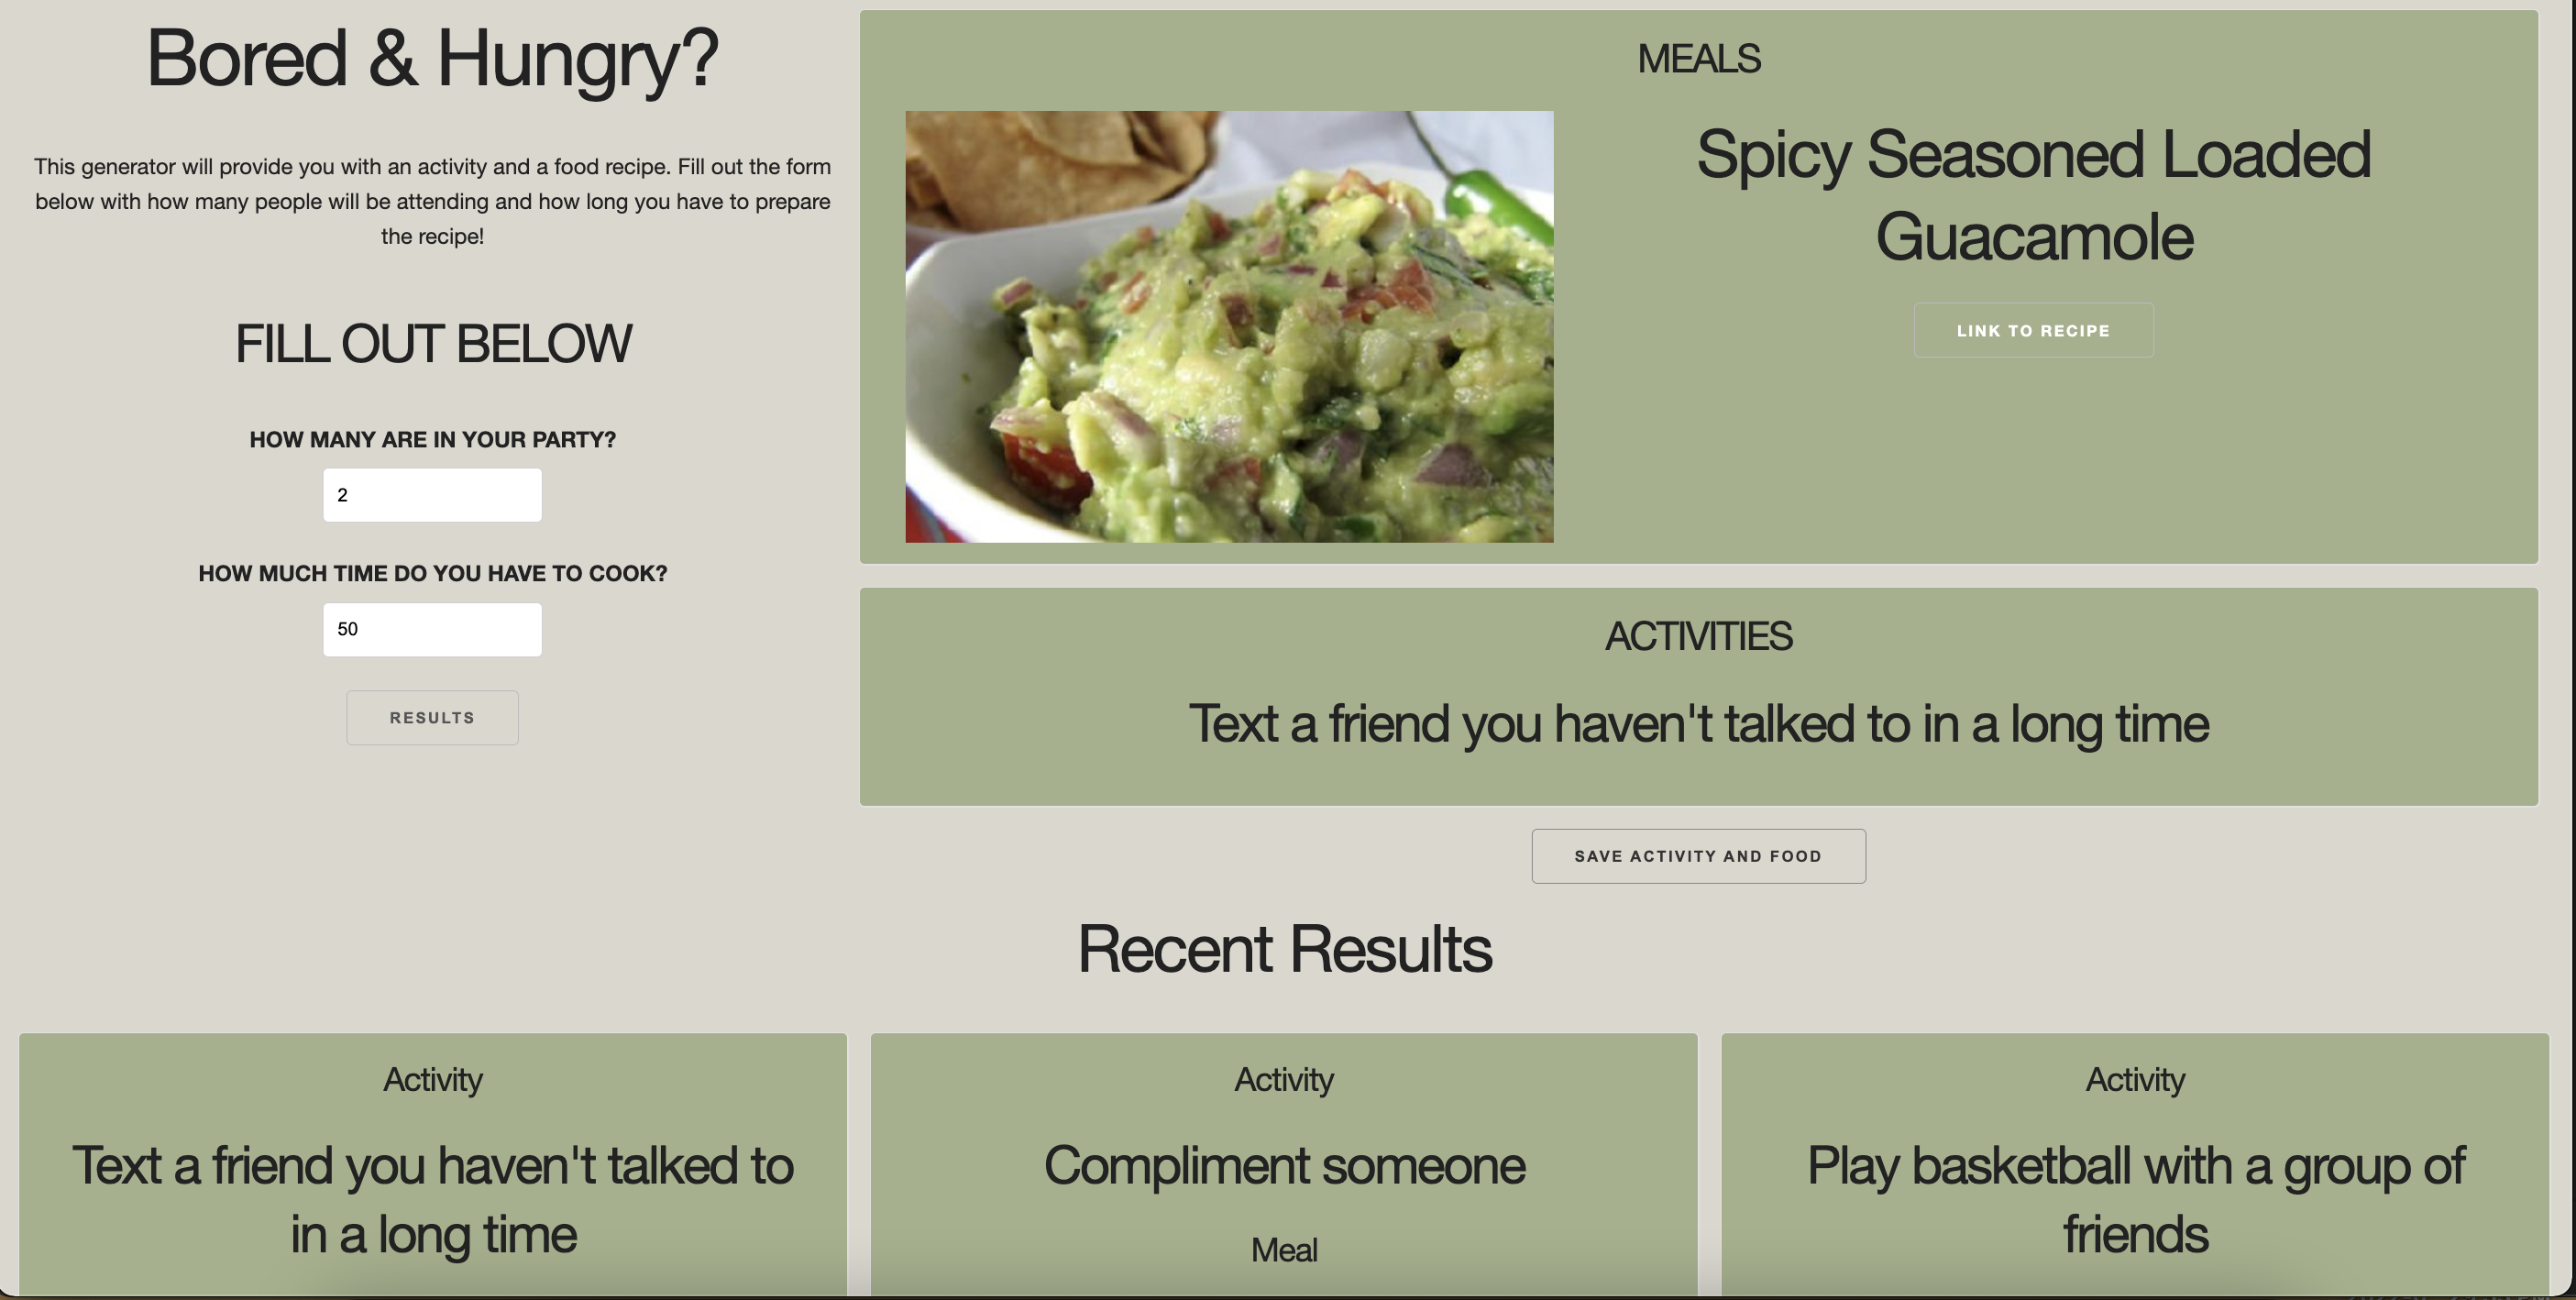 Bored & Hungry?
This generator will provide you with an activity and a food recipe. Fill out the form
below with how many people will be attending and how long you have to prepare
the recipe!
FILL OUT BELOW
HOW MANY ARE IN YOUR PARTY?
2
HOW MUCH TIME DO YOU HAVE TO COOK?
50
RESULTS
MEALS
Spicy Seasoned Loaded
Guacamole
LINK TO RECIPE
ACTIVITIES
Text a friend you haven't talked to in a long time
SAVE ACTIVITY AND FOOD
Recent Results
Activity
Text a friend you haven't talked to
in a long time
Activity
Compliment someone
Meal
Activity
Play basketball with a group of
friends